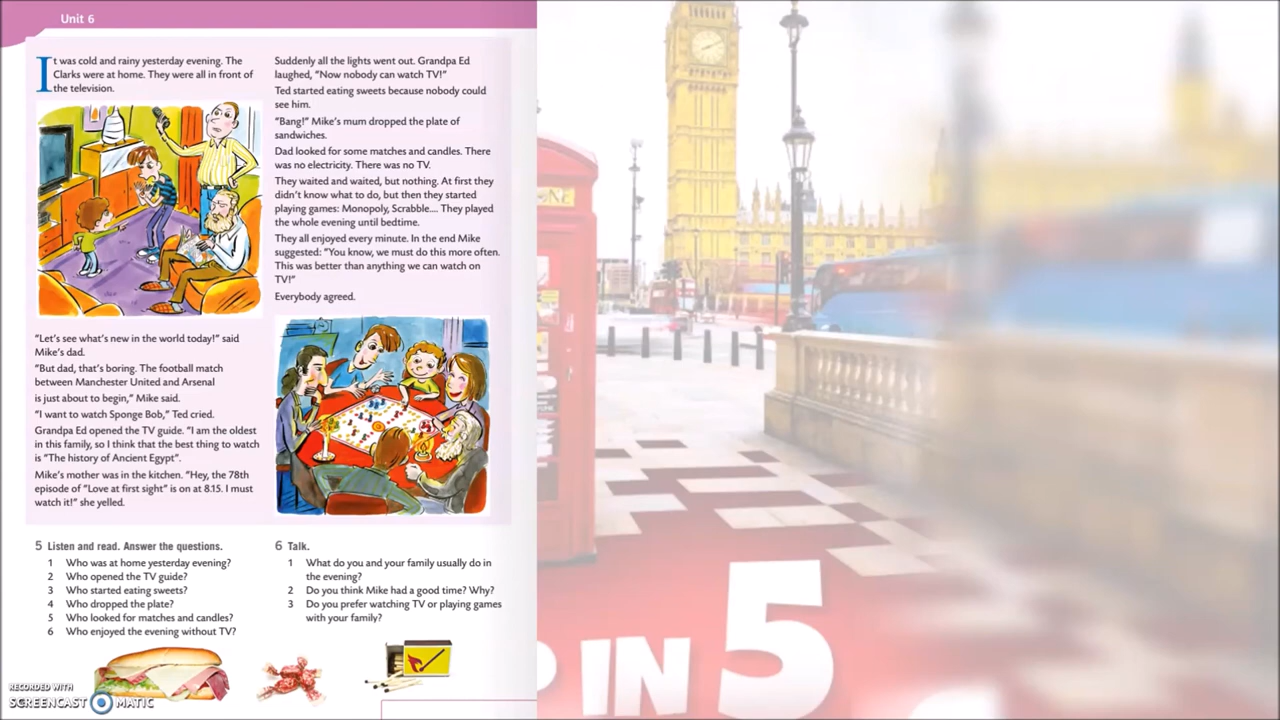 Unit 6
It was cold and rainy yesterday evening. The
Clarks were at home. They were all in front of
the television.
"Let's see what's new in the world today!" said
Mike's dad.
"But dad, that's boring. The football match
between Manchester United and Arsenal
is just about to begin," Mike said.
"I want to watch Sponge Bob," Ted cried.
Grandpa Ed opened the TV guide. "I am the oldest
in this family, so I think that the best thing to watch
is "The history of Ancient Egypt".
Mike's mother was in the kitchen. "Hey, the 78th
episode of "Love at first sight" is on at 8.15. I must
watch it!" she yelled.
Suddenly all the lights went out. Grandpa Ed
laughed, "Now nobody can watch TV!"
Ted started eating sweets because nobody could
see him.
"Bang!" Mike's mum dropped the plate of
sandwiches.
Dad looked for some matches and candles. There
was no electricity. There was no TV.
They waited and waited, but nothing. At first they
didn't know what to do, but then they started
playing games: Monopoly, Scrabble.... They played
the whole evening until bedtime.
They all enjoyed every minute. In the end Mike
suggested: "You know, we must do this more often.
This was better than anything we can watch on
TV!"
Everybody agreed.
5 Listen and read. Answer the questions.
1 Who was at home yesterday evening?
2 Who opened the TV guide?
3 Who started eating sweets?
4 Who dropped the plate?
5 Who looked for matches and candles?
6 Who enjoyed the evening without TV?
6 Talk.
1 What do you and your family usually do in
the evening?
2 Do you think Mike had a good time? Why?
3 Do you prefer watching TV or playing games
with your family?
IN 5
RECORDED WITH
SCREENCAST MATIC